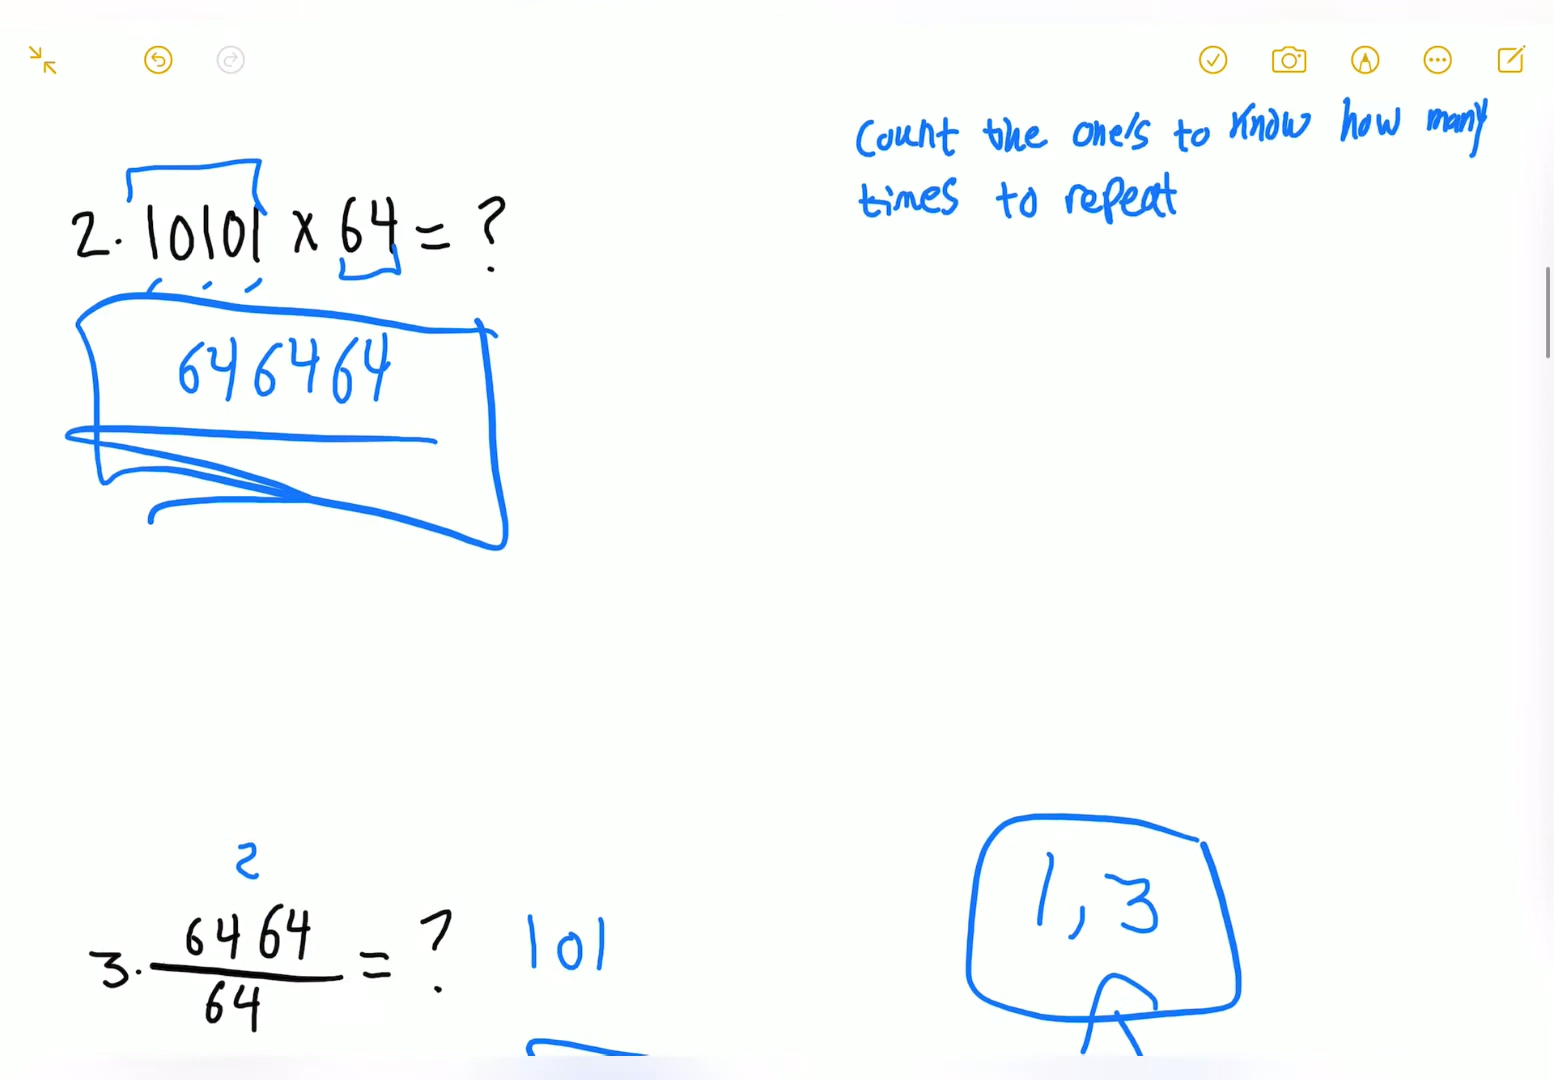 Count the one's to know how many
times to repeat
2. 10101 x 64 = ?
646464
2
3. 6464
64
= ?
101
1, 3